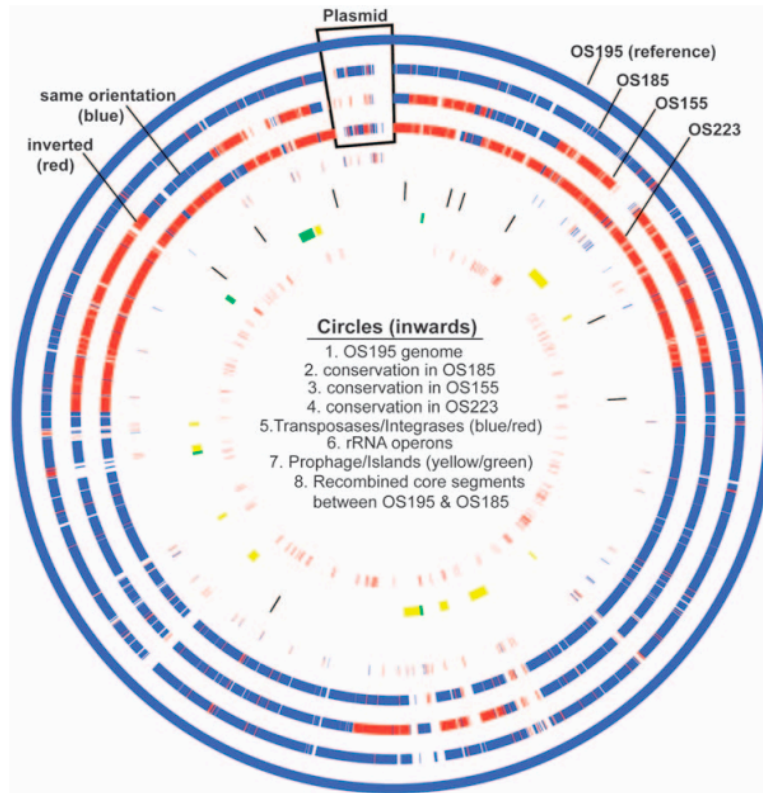 Plasmid
OS195 (reference)
OS185
OS155
OS223
same orientation
(blue)
inverted
(red)
Circles (inwards)
1. OS195 genome
2. conservation in OS185
3. conservation in OS155
4. conservation in OS223
5.Transposases/Integrases (blue/red)
6. rRNA operons
7. Prophage/Islands (yellow/green)
8. Recombined core segments
between OS195 & OS185